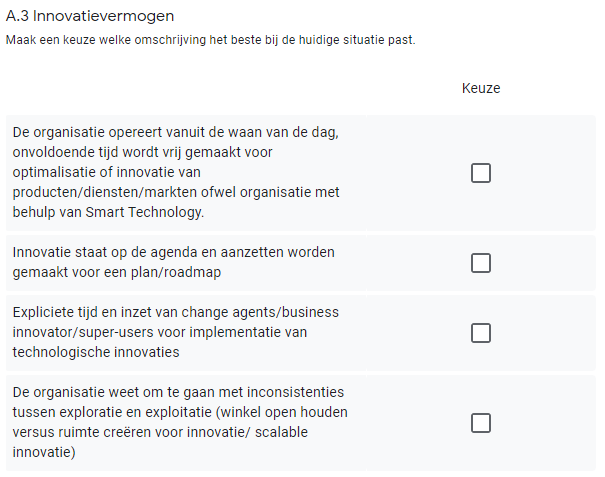 A.3 Innovatievermogen
Maak een keuze welke omschrijving het beste bij de huidige situatie past.
Keuze
De organisatie opereert vanuit de waan van de dag,
onvoldoende tijd wordt vrij gemaakt voor
optimalisatie of innovatie van
producten/diensten/markten ofwel organisatie met
behulp van Smart Technology.
Innovatie staat op de agenda en aanzetten worden
gemaakt voor een plan/roadmap
Expliciete tijd en inzet van change agents/business
innovator/super-users voor implementatie van
technologische innovaties
De organisatie weet om te gaan met inconsistenties
tussen exploratie en exploitatie (winkel open houden
versus ruimte creëren voor innovatie/ scalable
innovatie)